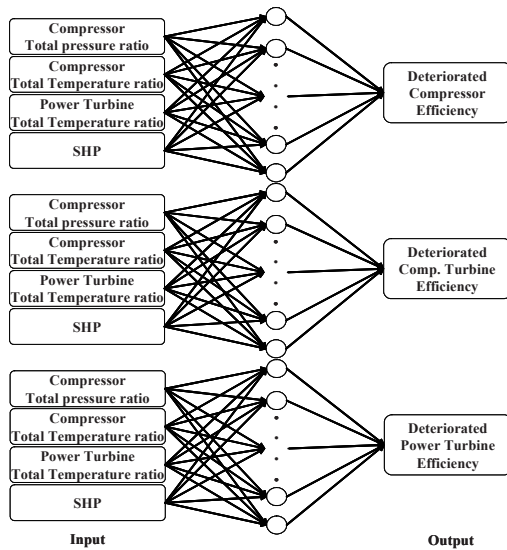 Compressor
Total pressure ratio
Compressor
Total Temperature ratio
Power Turbine
Total Temperature ratio
SHP
Deteriorated
Compressor
Efficiency
Compressor
Total pressure ratio
Compressor
Total Temperature ratio
Power Turbine
Total Temperature ratio
SHP
Deteriorated
Comp. Turbine
Efficiency
Compressor
Total pressure ratio
Compressor
Total Temperature ratio
Power Turbine
Total Temperature ratio
SHP
Deteriorated
Power Turbine
Efficiency
Input
Output